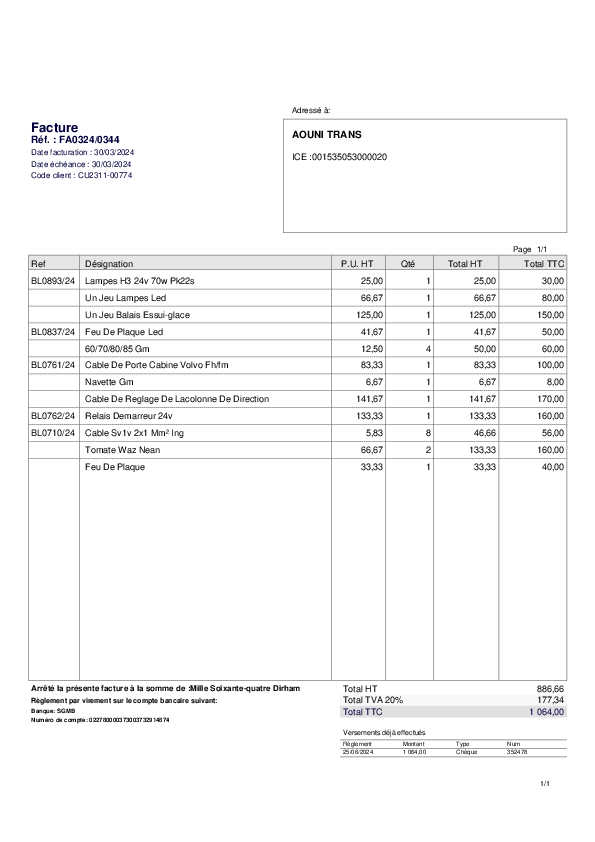 Adressé à:
Facture
Réf. : FA0324/0344
Date facturation : 30/03/2024
Date échéance : 30/03/2024
Code client : CU2311-00774
AOUNI TRANS
ICE :001535053000020
Page 1/1
Ref Désignation P.U. HT Qté Total HT Total TTC
BL0893/24 Lampes H3 24v 70w Pk22s 25,00 1 25,00 30,00
Un Jeu Lampes Led 66,67 1 66,67 80,00
Un Jeu Balais Essui-glace 125,00 1 125,00 150,00
BL0837/24 Feu De Plaque Led 41,67 1 41,67 50,00
60/70/80/85 Gm 12,50 4 50,00 60,00
BL0761/24 Cable De Porte Cabine Volvo Fh/fm 83,33 1 83,33 100,00
Navette Gm 6,67 1 6,67 8,00
Cable De Reglage De Lacolonne De Direction 141,67 1 141,67 170,00
BL0762/24 Relais Demarreur 24v 133,33 1 133,33 160,00
BL0710/24 Cable Sv1v 2x1 Mm² Ing 5,83 8 46,66 56,00
Tomate Waz Nean 66,67 2 133,33 160,00
Feu De Plaque 33,33 1 33,33 40,00
Arrêté la présente facture à la somme de :Mille Soixante-quatre Dirham
Règlement par virement sur le compte bancaire suivant:
Banque: SGMB
Numéro de compte: 0227800003730037329148​74
Total HT 886,66
Total TVA 20% 177,34
Total TTC 1 064,00
Versements déjà effectués
Règlement Montant Type Num
25/06/2024 1 064,00 Chèque 352478
1/1